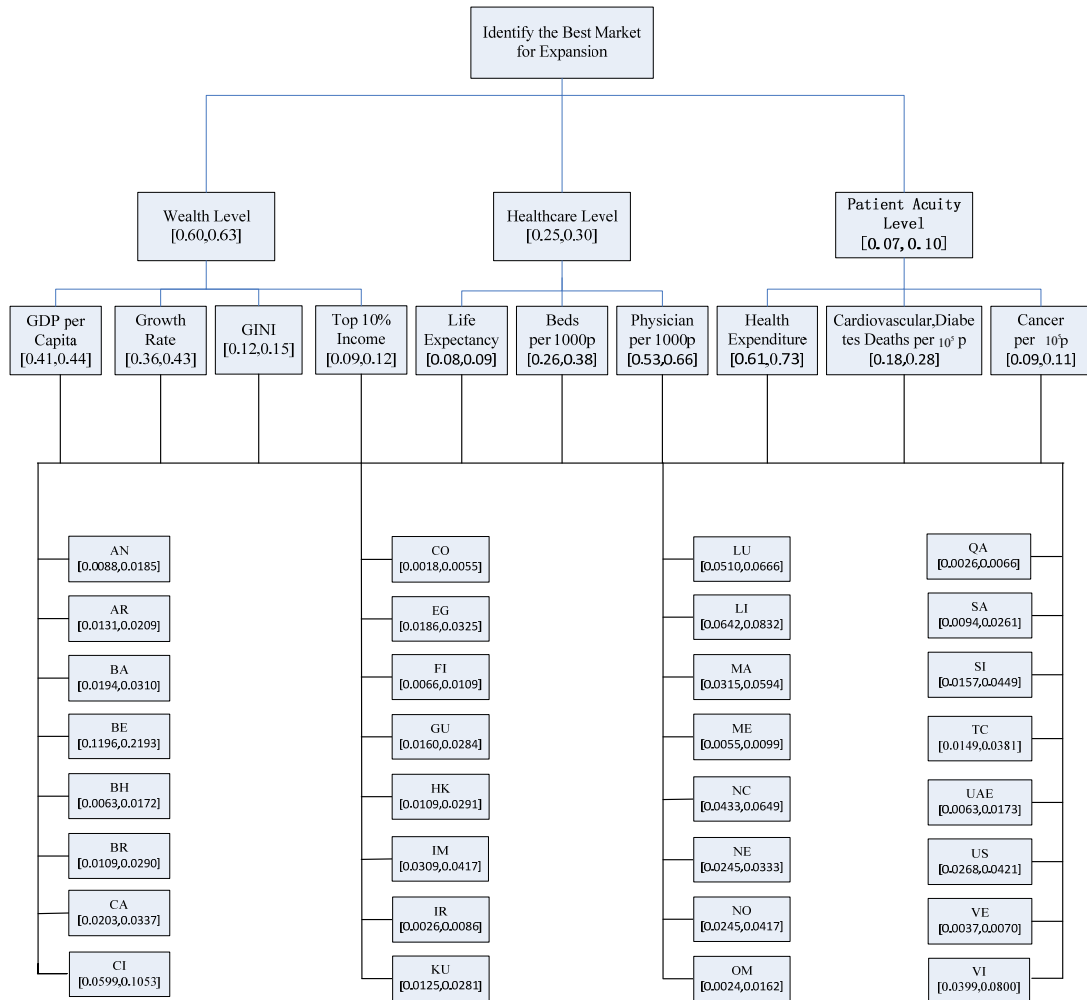 Identify the Best Market
for Expansion
Wealth Level
[0.60,0.63]
Healthcare Level
[0.25,0.30]
Patient Acuity
Level
[0.07,0.10]
GDP per
Capita
[0.41,0.44]
Growth
Rate
[0.36,0.43]
GINI
[0.12,0.15]
Top 10%
Income
[0.09,0.12]
Life
Expectancy
[0.08,0.09]
Beds
per 1000p
[0.26,0.38]
Physician
per 1000p
[0.53,0.66]
Health
Expenditure
[0.61,0.73]
Cardiovascular,Diabe
tes Deaths per 10⁵ p
[0.18,0.28]
Cancer
per 10⁵p
[0.09,0.11]
AN
[0.0088,0.0185]
AR
[0.0131,0.0209]
BA
[0.0194,0.0310]
BE
[0.1196,0.2193]
BH
[0.0063,0.0172]
BR
[0.0109,0.0290]
CA
[0.0203,0.0337]
CI
[0.0599,0.1053]
CO
[0.0018,0.0055]
EG
[0.0186,0.0325]
FI
[0.0066,0.0109]
GU
[0.0160,0.0284]
HK
[0.0109,0.0291]
IM
[0.0309,0.0417]
IR
[0.0026,0.0086]
KU
[0.0125,0.0281]
LU
[0.0510,0.0666]
LI
[0.0642,0.0832]
MA
[0.0315,0.0594]
ME
[0.0055,0.0099]
NC
[0.0433,0.0649]
NE
[0.0245,0.0333]
NO
[0.0245,0.0417]
OM
[0.0024,0.0162]
QA
[0.0026,0.0066]
SA
[0.0094,0.0261]
SI
[0.0157,0.0449]
TC
[0.0149,0.0381]
UAE
[0.0063,0.0173]
US
[0.0268,0.0421]
VE
[0.0037,0.0070]
VI
[0.0399,0.0800]